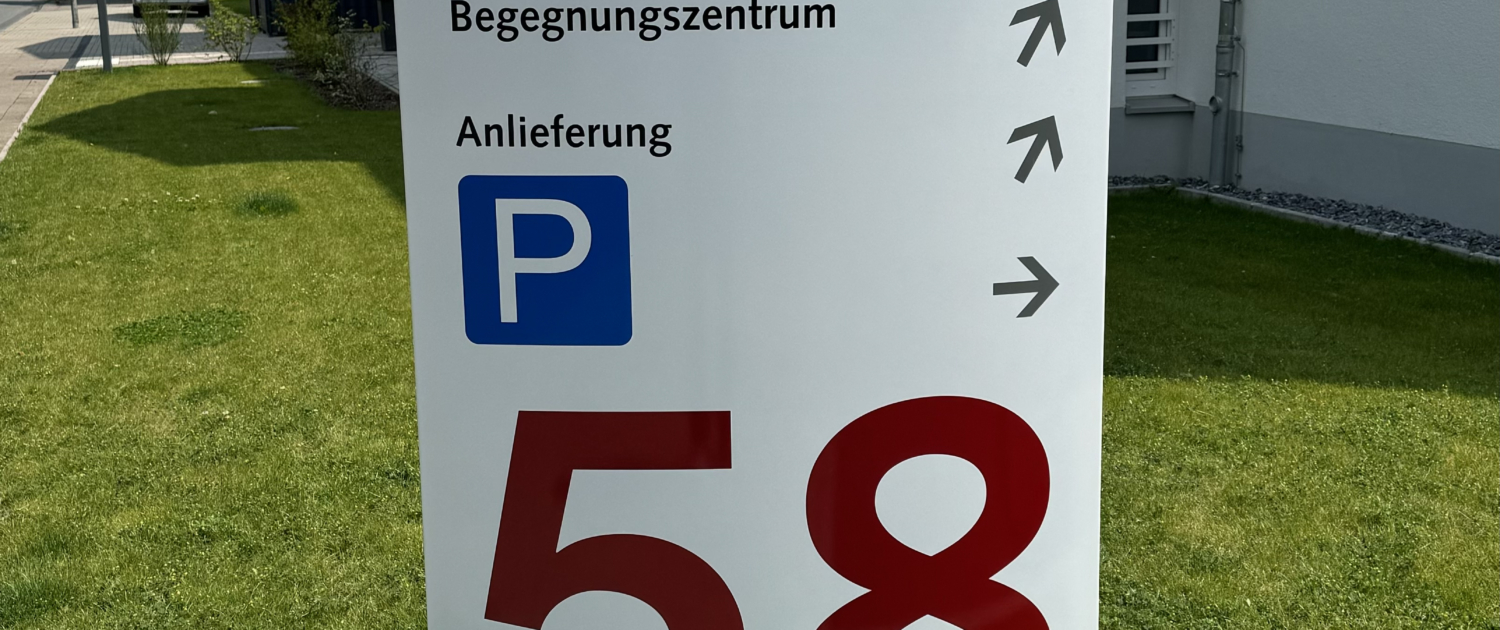 Begegnungszentrum
Anlieferung
P
58